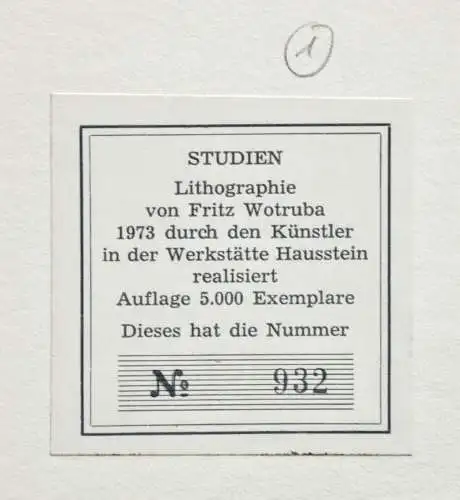 1
STUDIEN
Lithographie
von Fritz Wotruba
1973 durch den Künstler
in der Werkstätte Hausstein
realisiert
Auflage 5.000 Exemplare
Dieses hat die Nummer
№ 932